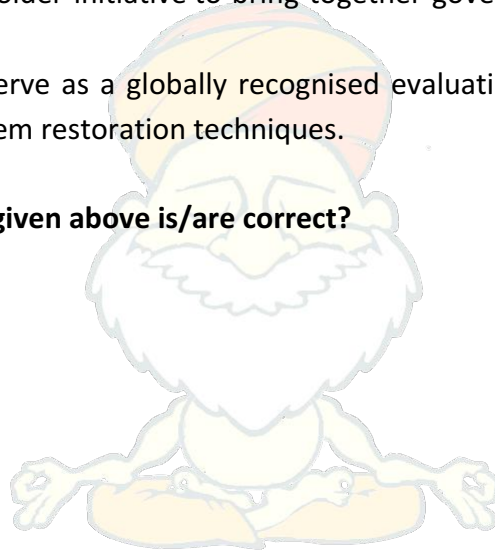 older initiative to bring together gove
erve as a globally recognised evaluati
em restoration techniques.
given above is/are correct?